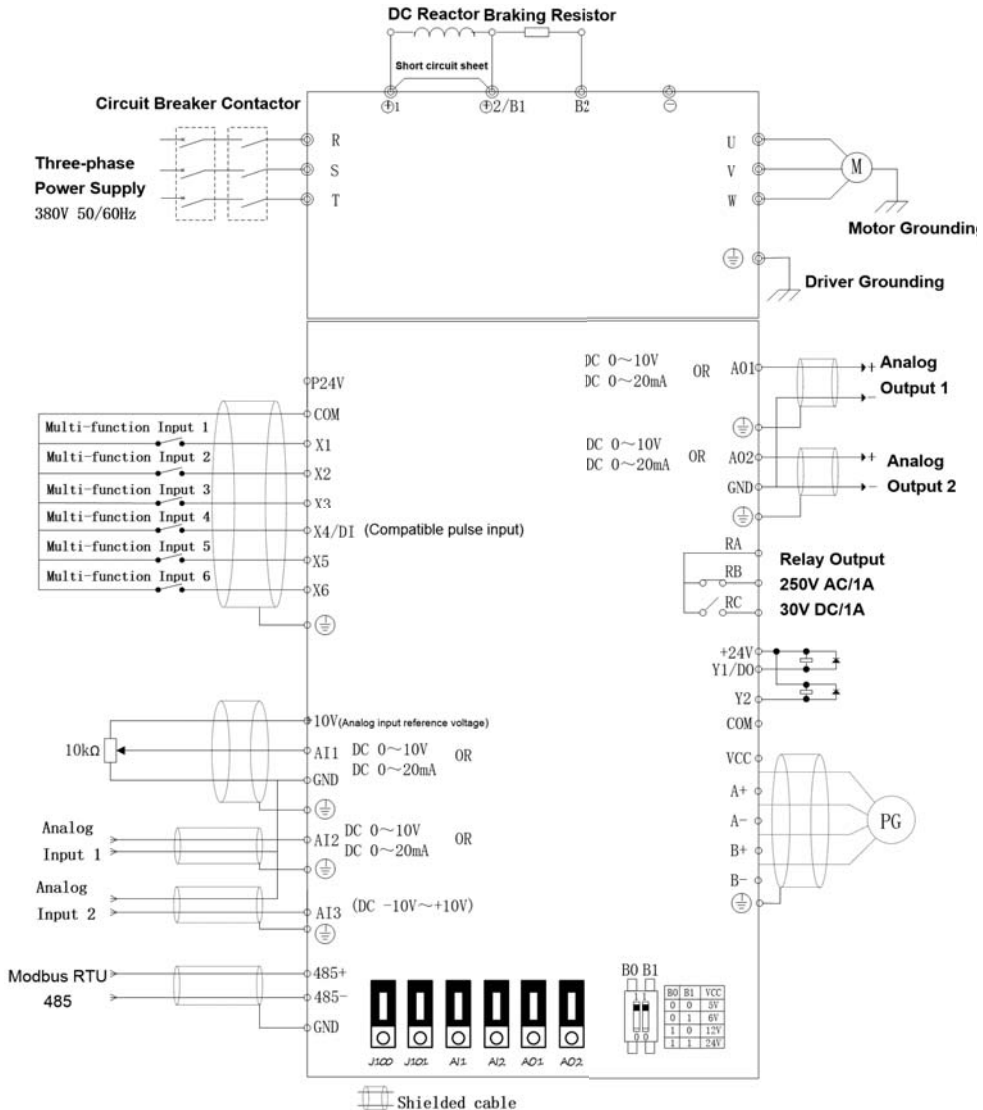 DC Reactor Braking Resistor
Short circuit sheet
Circuit Breaker Contactor
⊕1
⊕2/B1
B2
⊖
R
S
T
Three-phase
Power Supply
380V 50/60Hz
U
V
W
M
Motor Groundin
Driver Grounding
P24V
COM
Multi-function Input 1
X1
Multi-function Input 2
X2
Multi-function Input 3
X3
Multi-function Input 4
X4/DI (Compatible pulse input)
Multi-function Input 5
X5
Multi-function Input 6
X6
DC 0~10V
DC 0~20mA
OR
AO1
+
-
Analog
Output 1
DC 0~10V
DC 0~20mA
OR
AO2
GND
+
-
Analog
Output 2
RA
RB
RC
Relay Output
250V AC/1A
30V DC/1A
+24V
Y1/DO
Y2
COM
10kΩ
10V(Analog input reference voltage)
AI1
DC 0~10V
DC 0~20mA
OR
GND
Analog
Input 1
AI2
DC 0~10V
DC 0~20mA
OR
Analog
Input 2
AI3 (DC -10V~+10V)
VCC
A+
A-
B+
B-
PG
Modbus RTU
485
485+
485-
GND
J100 J101 AI1 AI2 AO1 AO2
B0 B1
0 0
B0 B1 VCC
0 0 5V
0 1 6V
1 0 12V
1 1 24V
Shielded cable